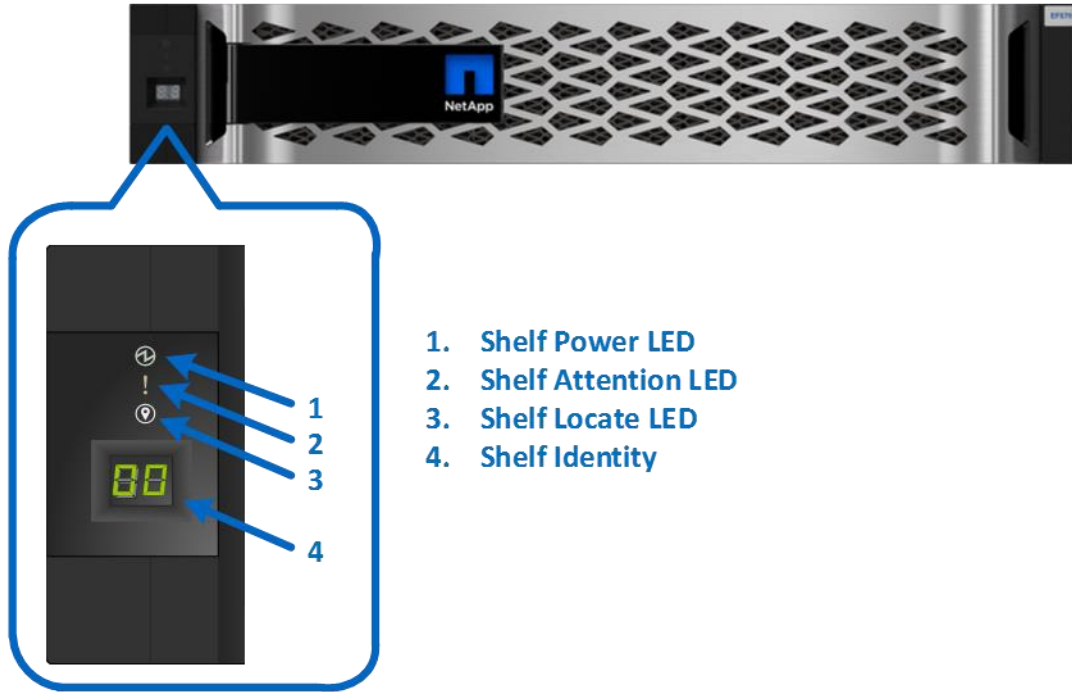 NetApp
1. Shelf Power LED
2. Shelf Attention LED
3. Shelf Locate LED
4. Shelf Identity
!
1
2
3
00
4